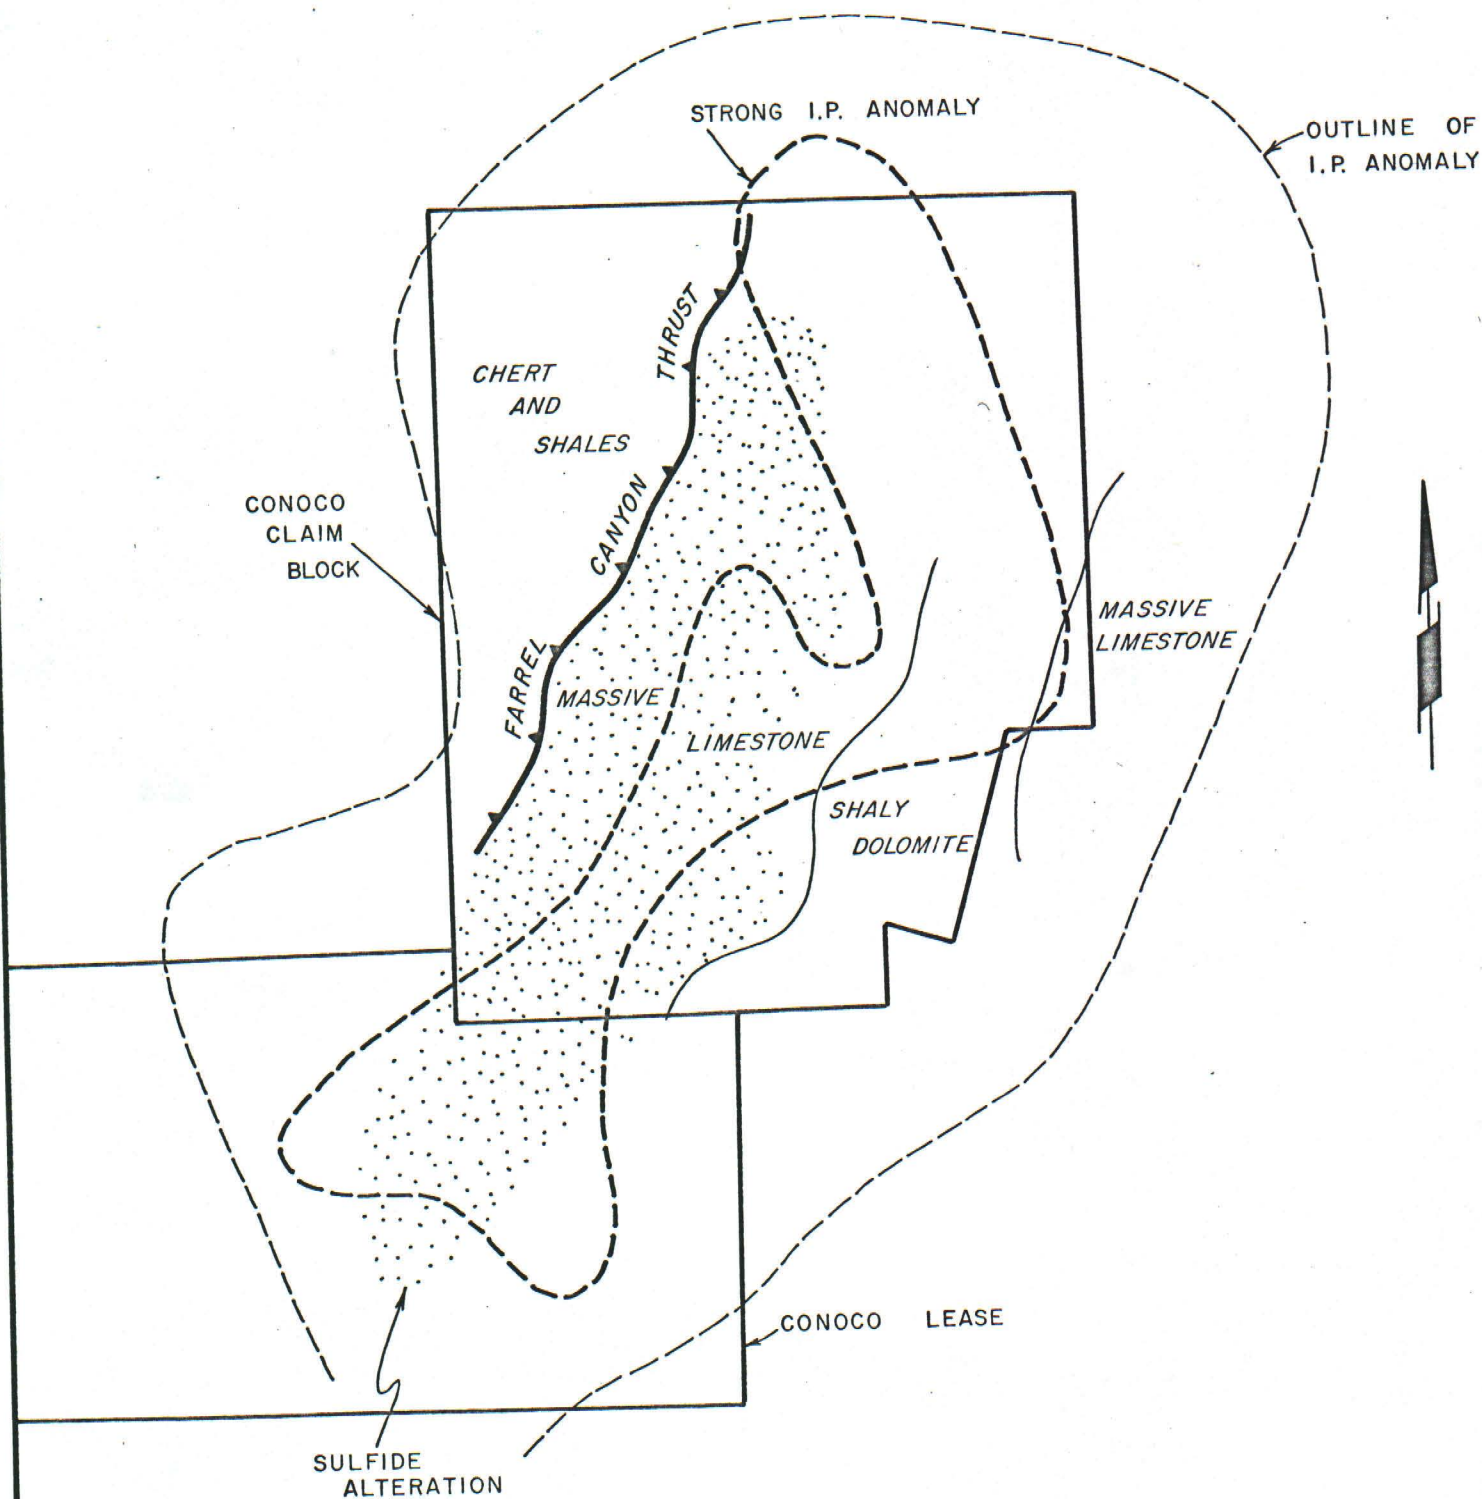 STRONG I.P. ANOMALY
OUTLINE OF
I.P. ANOMALY
THRUST
CHERT
AND
SHALES
CANYON
CONOCO
CLAIM
BLOCK
MASSIVE
LIMESTONE
FARREL
MASSIVE
LIMESTONE
SHALY
DOLOMITE
CONOCO LEASE
SULFIDE
ALTERATION